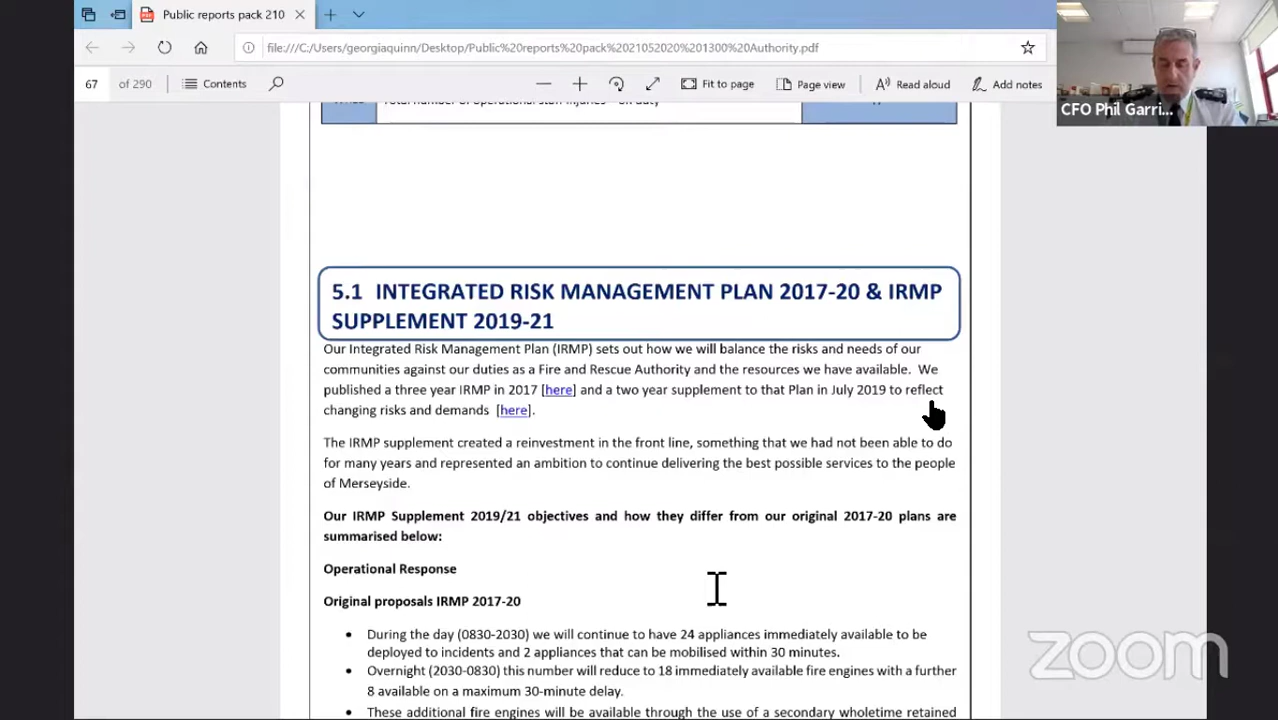 Public reports pack 210
file:///C:/Users/georgiaquinn/Desktop/Public%20reports%20pack%2021052020%201300%20Authority.pdf
67 of 290 Contents Fit to page Page view Read aloud Add notes
CFO Phil Garri...
Total number of operational staff injuries – on duty
5.1 INTEGRATED RISK MANAGEMENT PLAN 2017-20 & IRMP
SUPPLEMENT 2019-21
Our Integrated Risk Management Plan (IRMP) sets out how we will balance the risks and needs of our
communities against our duties as a Fire and Rescue Authority and the resources we have available. We
published a three year IRMP in 2017 [here] and a two year supplement to that Plan in July 2019 to reflect
changing risks and demands [here].
The IRMP supplement created a reinvestment in the front line, something that we had not been able to do
for many years and represented an ambition to continue delivering the best possible services to the people
of Merseyside.
Our IRMP Supplement 2019/21 objectives and how they differ from our original 2017-20 plans are
summarised below:
Operational Response
Original proposals IRMP 2017-20
• During the day (0830-2030) we will continue to have 24 appliances immediately available to be
deployed to incidents and 2 appliances that can be mobilised within 30 minutes.
• Overnight (2030-0830) this number will reduce to 18 immediately available fire engines with a further
8 available on a maximum 30-minute delay.
• These additional fire engines will be available through the use of a secondary wholetime retained
zoom